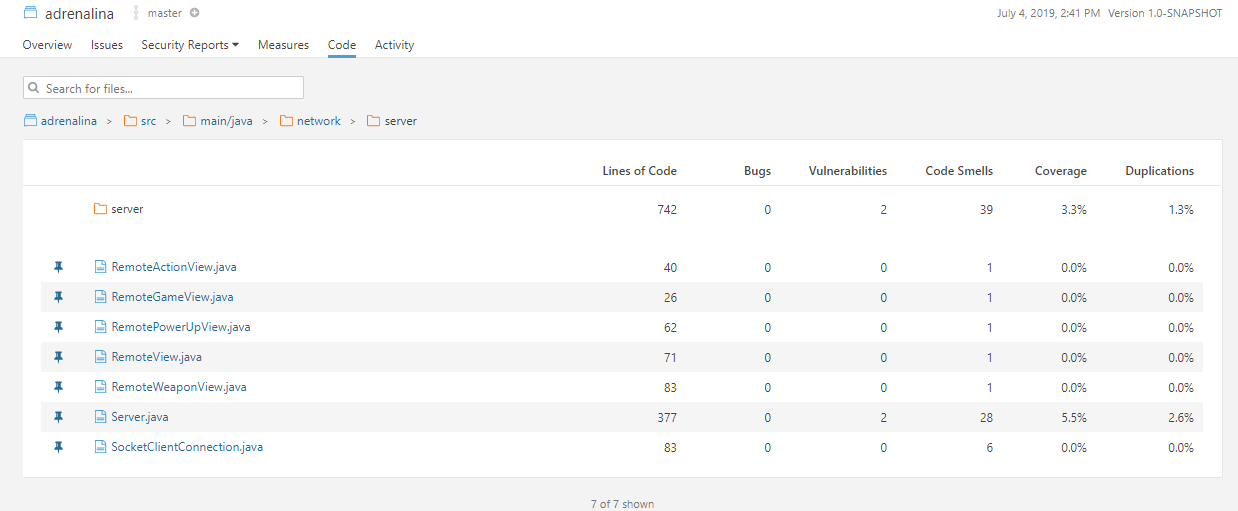 adrenalina master July 4, 2019, 2:41 PM Version 1.0-SNAPSHOT
Overview Issues Security Reports Measures Code Activity
Search for files...
adrenalina > src > main/java > network > server
Lines of Code Bugs Vulnerabilities Code Smells Coverage Duplications
server 742 0 2 39 3.3% 1.3%
RemoteActionView.java 40 0 0 1 0.0% 0.0%
RemoteGameView.java 26 0 0 1 0.0% 0.0%
RemotePowerUpView.java 62 0 0 1 0.0% 0.0%
RemoteView.java 71 0 0 1 0.0% 0.0%
RemoteWeaponView.java 83 0 0 1 0.0% 0.0%
Server.java 377 0 2 28 5.5% 2.6%
SocketClientConnection.java 83 0 0 6 0.0% 0.0%
7 of 7 shown